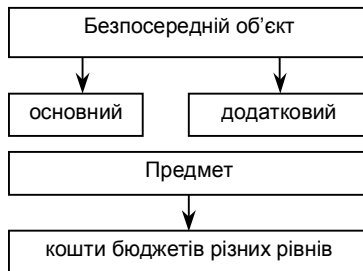 Безпосередній об’єкт
основний
додатковий
Предмет
кошти бюджетів різних рівнів